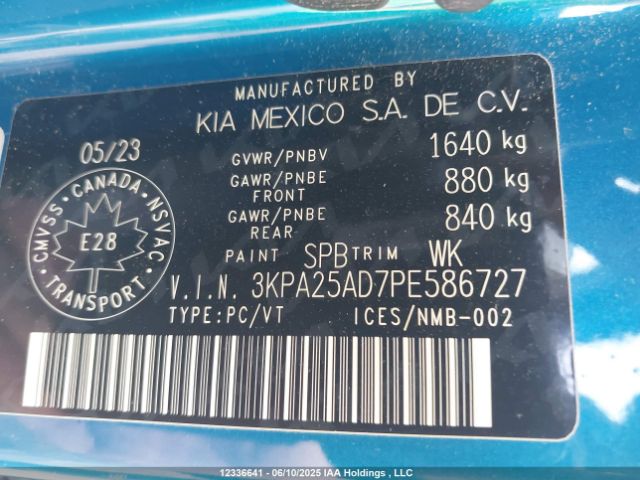 MANUFACTURED BY
KIA MEXICO S.A. DE C.V.
05/23
GVWR/PNBV 1640 kg
GAWR/PNBE FRONT 880 kg
GAWR/PNBE REAR 840 kg
CANADA
CMVSS NSVAC
E28
TRANSPORT
PAINT SPB TRIM WK
V.I.N. 3KPA25AD7PE586727
TYPE:PC/VT ICES/NMB-002
12336641 - 06/10/2025 IAA Holdings , LLC